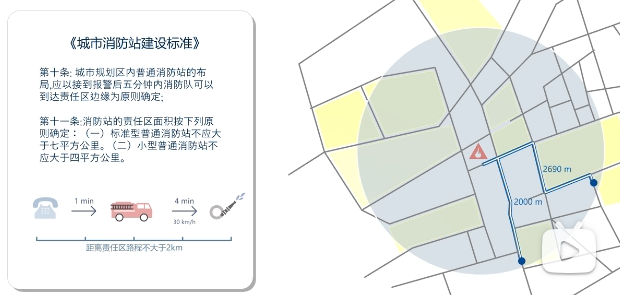 《城市消防站建设标准》
第十条: 城市规划区内普通消防站的布
局,应以接到报警后五分钟内消防队可以
到达责任区边缘为原则确定;
第十一条:消防站的责任区面积按下列原
则确定：（一）标准型普通消防站不应大
于七平方公里。（二）小型普通消防站不
应大于四平方公里。
1 min
4 min
30 km/h
距离责任区路程不大于2km
2690 m
2000 m